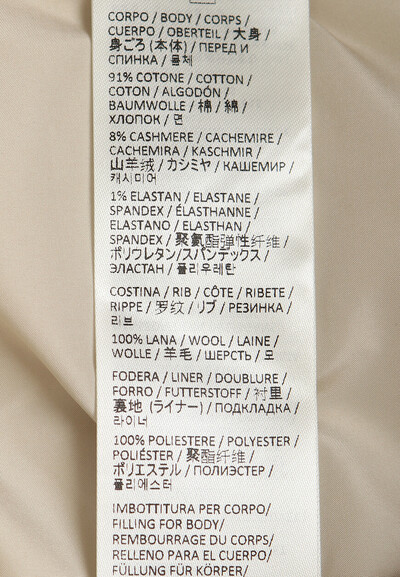 CORPO / BODY / CORPS /
CUERPO / OBERTEIL / 大身 /
身ごろ (本体) / ПЕРЕД И
СПИНКА / 몸체
91% COTONE / COTTON /
COTON / ALGODÓN /
BAUMWOLLE / 棉 / 綿 /
ХЛОПОК / 면
8% CASHMERE / CACHEMIRE /
CACHEMIRA / KASCHMIR /
山羊绒 / カシミヤ / КАШЕМИР /
캐시미어
1% ELASTAN / ELASTANE /
SPANDEX / ÉLASTHANNE /
ELASTANO / ELASTHAN /
SPANDEX / 聚氨酯弹性纤维 /
ポリウレタン/スパンデックス /
ЭЛАСТАН / 폴리우레탄
COSTINA / RIB / CÔTE / RIBETE /
RIPPE / 罗纹 / リブ / РЕЗИНКА /
리브
100% LANA / WOOL / LAINE /
WOLLE / 羊毛 / ШЕРСТЬ / 모
FODERA / LINER / DOUBLURE /
FORRO / FUTTERSTOFF / 衬里 /
裏地 (ライナー) / ПОДКЛАДКА /
라이너
100% POLIESTERE / POLYESTER /
POLIÉSTER / 聚酯纤维 /
ポリエステル / ПОЛИЭСТЕР /
폴리에스터
IMBOTTITURA PER CORPO/
FILLING FOR BODY/
REMBOURRAGE DU CORPS/
RELLENO PARA EL CUERPO/
FÜLLUNG FÜR KÖRPER/